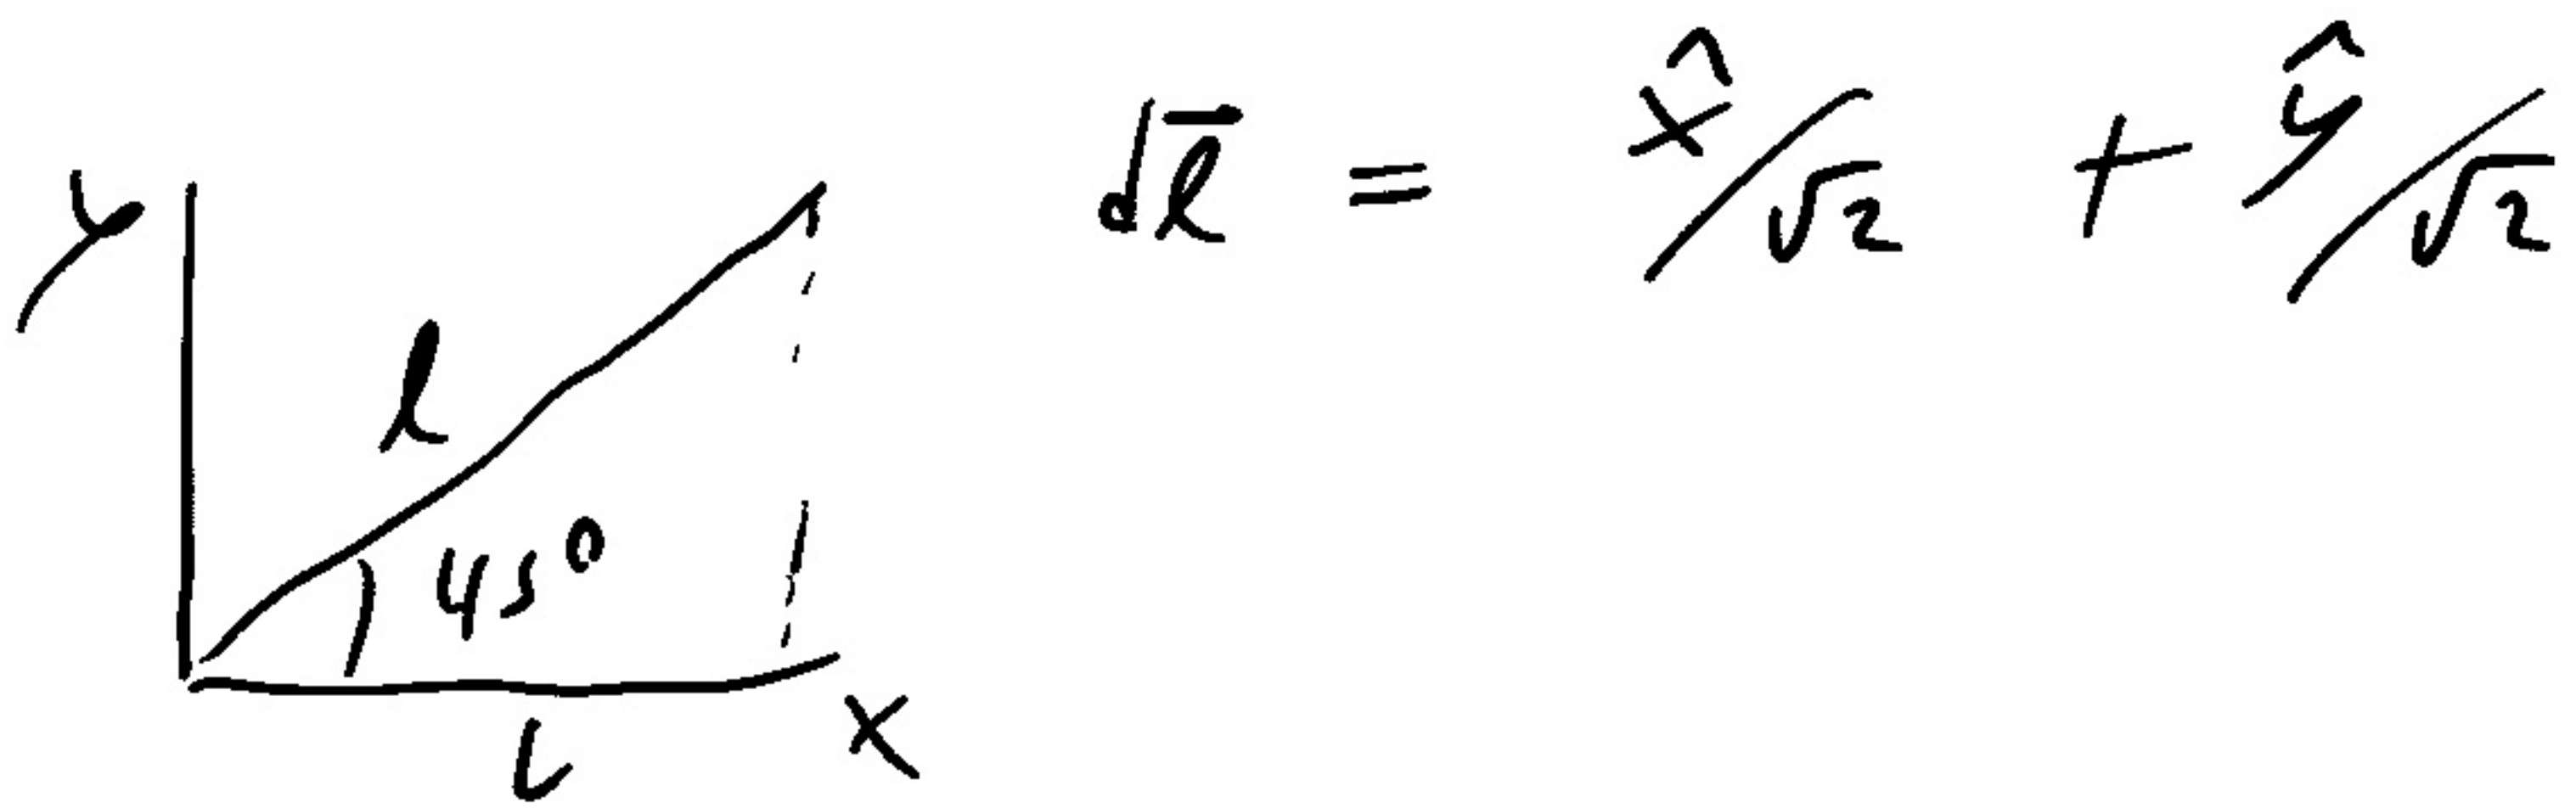 y
l
45°
L
x
dl̅ = x̂/√2 + ŷ/√2